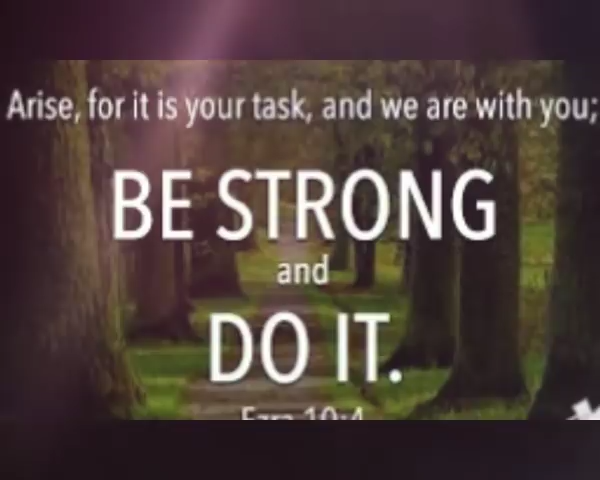 Arise, for it is your task, and we are with you;
BE STRONG
and
DO IT.
Ezra 10:4